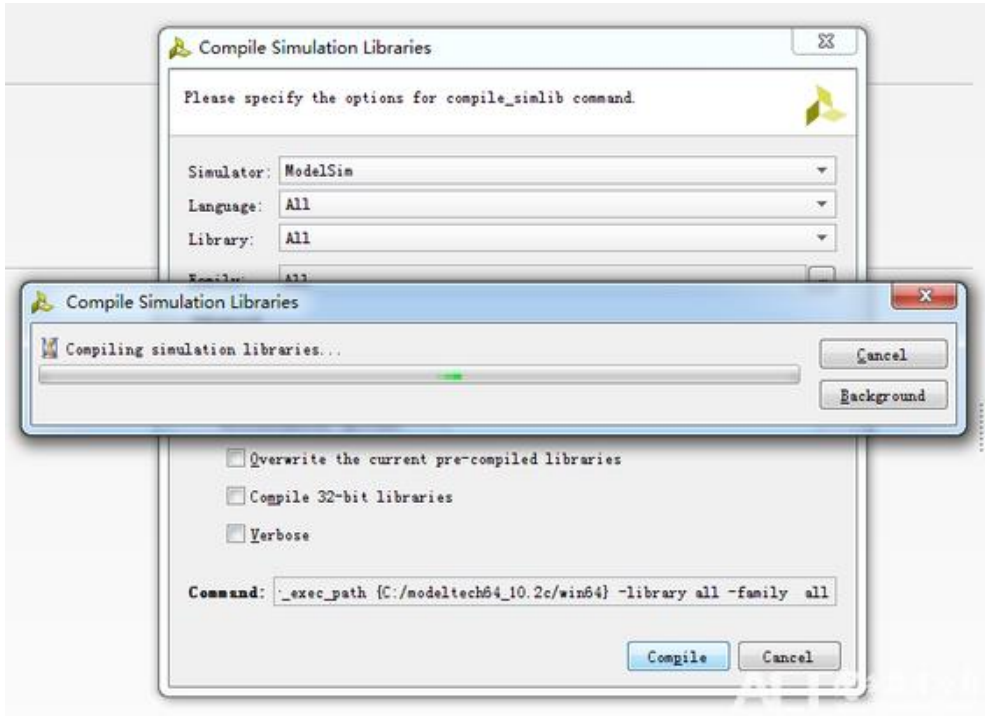 Compile Simulation Libraries
Please specify the options for compile_simlib command.
Simulator: ModelSim
Language: All
Library: All
Family: All
Compile Simulation Libraries
Compiling simulation libraries...
Cancel
Background
Overwrite the current pre-compiled libraries
Compile 32-bit libraries
Verbose
Command: _exec_path {C:/modeltech64_10.2c/win64} -library all -family all
Compile Cancel